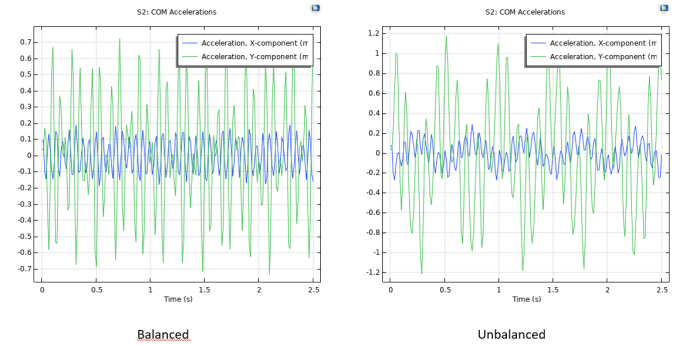 S2: COM Accelerations
Acceleration, X-component (m
Acceleration, Y-component (m
0.7
0.6
0.5
0.4
0.3
0.2
0.1
0
-0.1
-0.2
-0.3
-0.4
-0.5
-0.6
-0.7
0 0.5 1 1.5 2 2.5
Time (s)
Balanced
S2: COM Accelerations
Acceleration, X-component (m
Acceleration, Y-component (m
1.2
1
0.8
0.6
0.4
0.2
0
-0.2
-0.4
-0.6
-0.8
-1
-1.2
0 0.5 1 1.5 2 2.5
Time (s)
Unbalanced